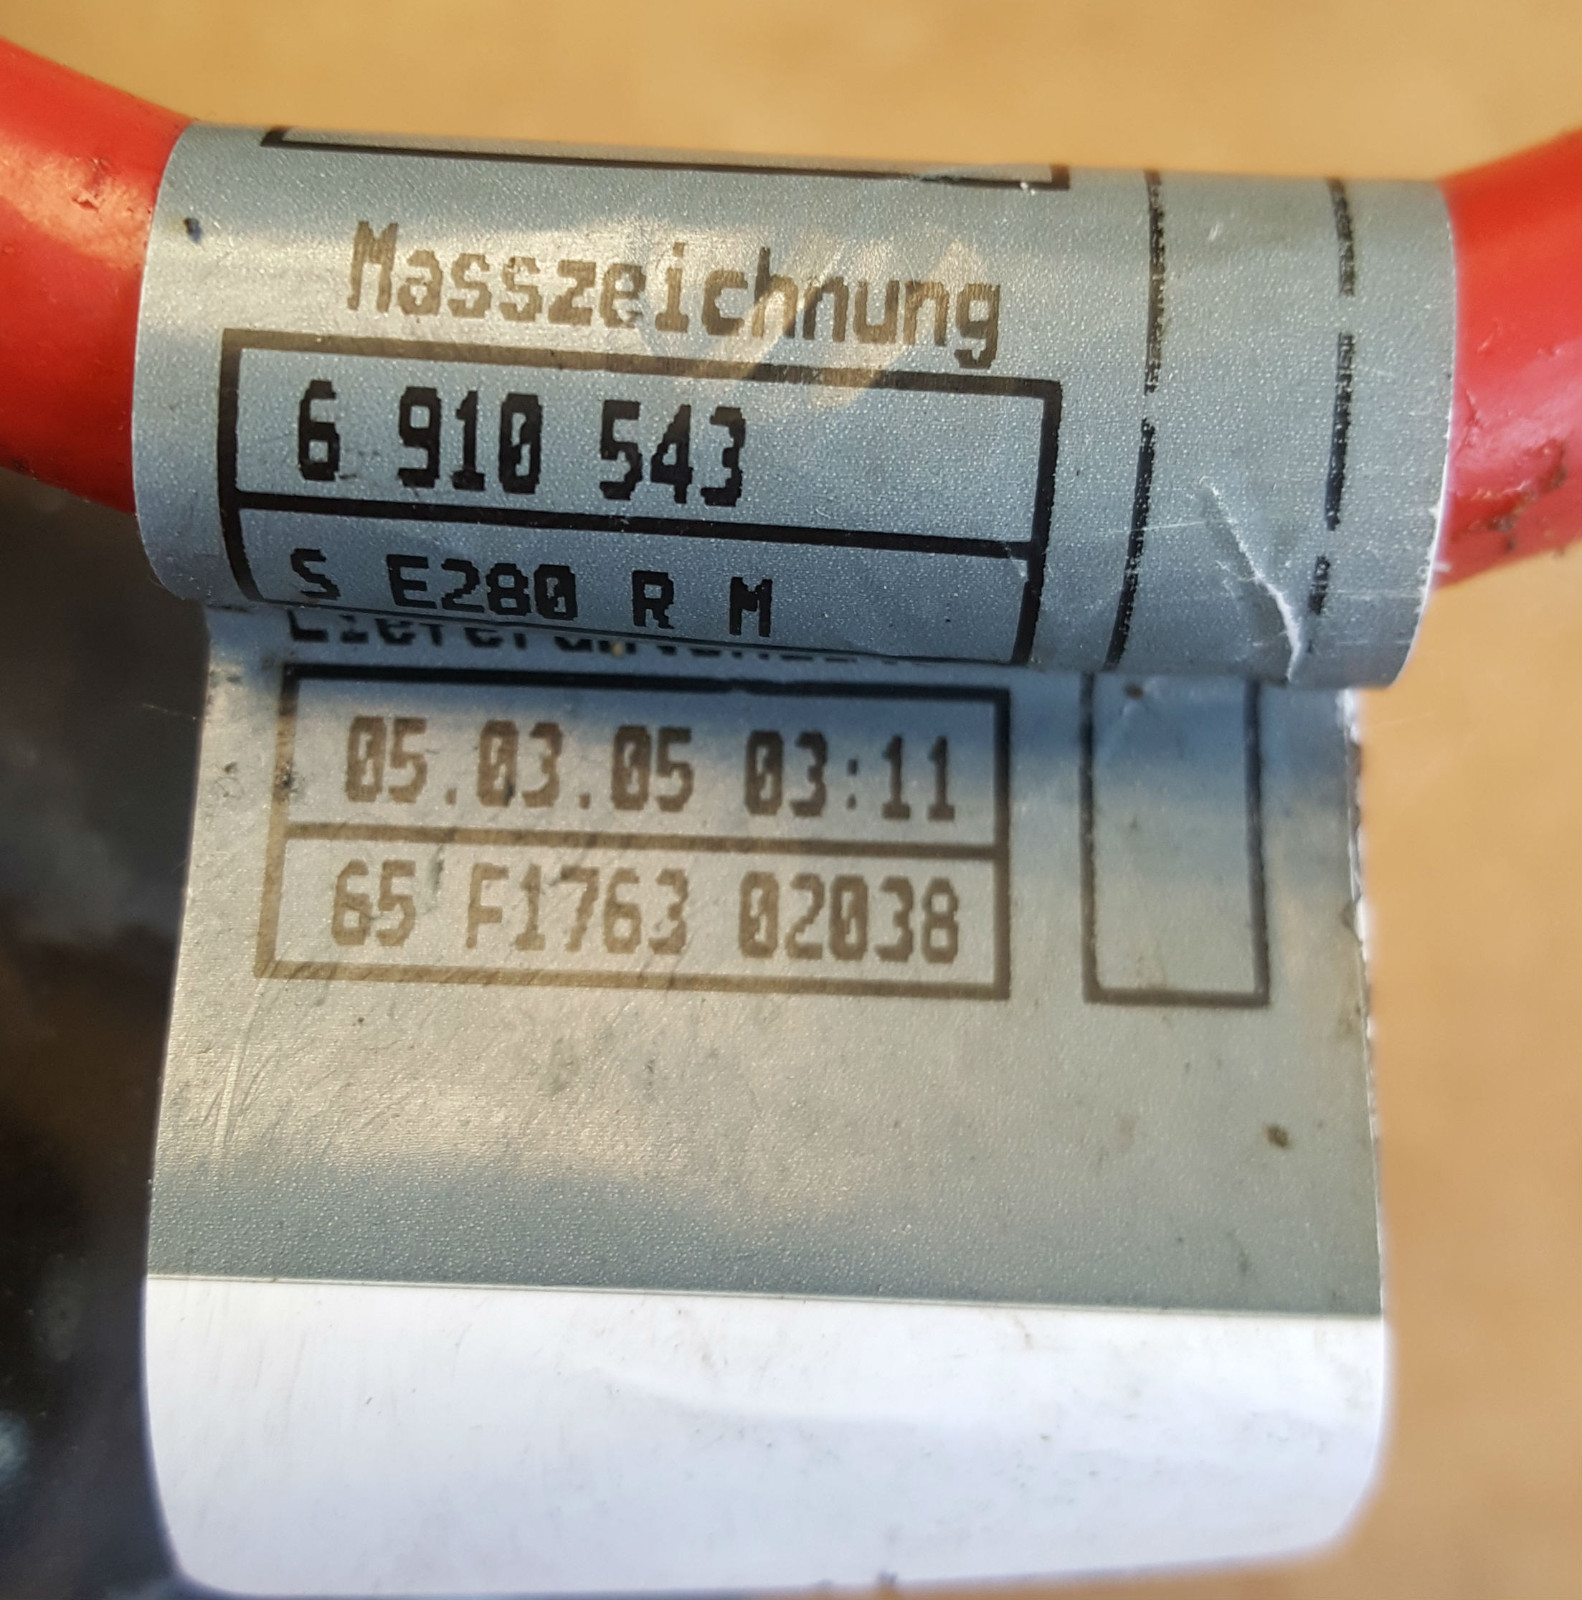 Masszeichnung
6 910 543
S E280 R M
05.03.05 03:11
65 F1763 02038